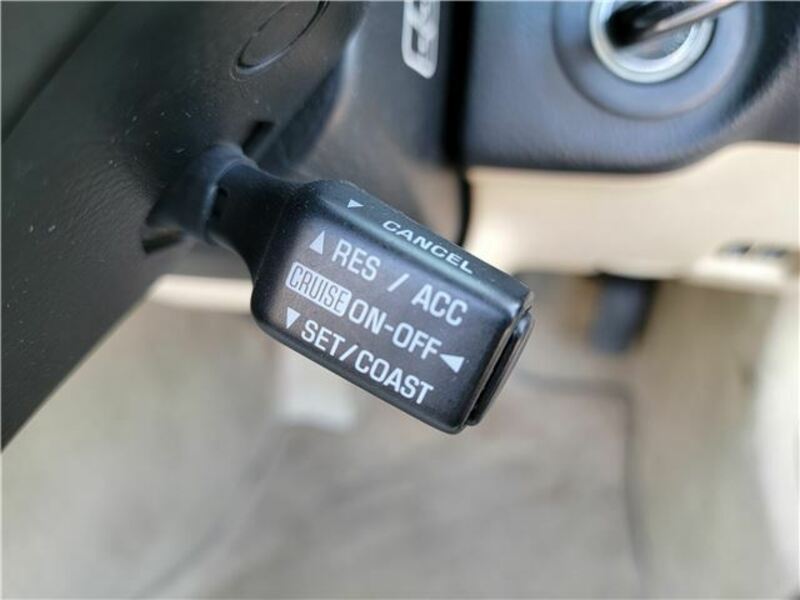 ▼ CANCEL
▲ RES / ACC
CRUISE ON-OFF ◀
▼ SET/COAST